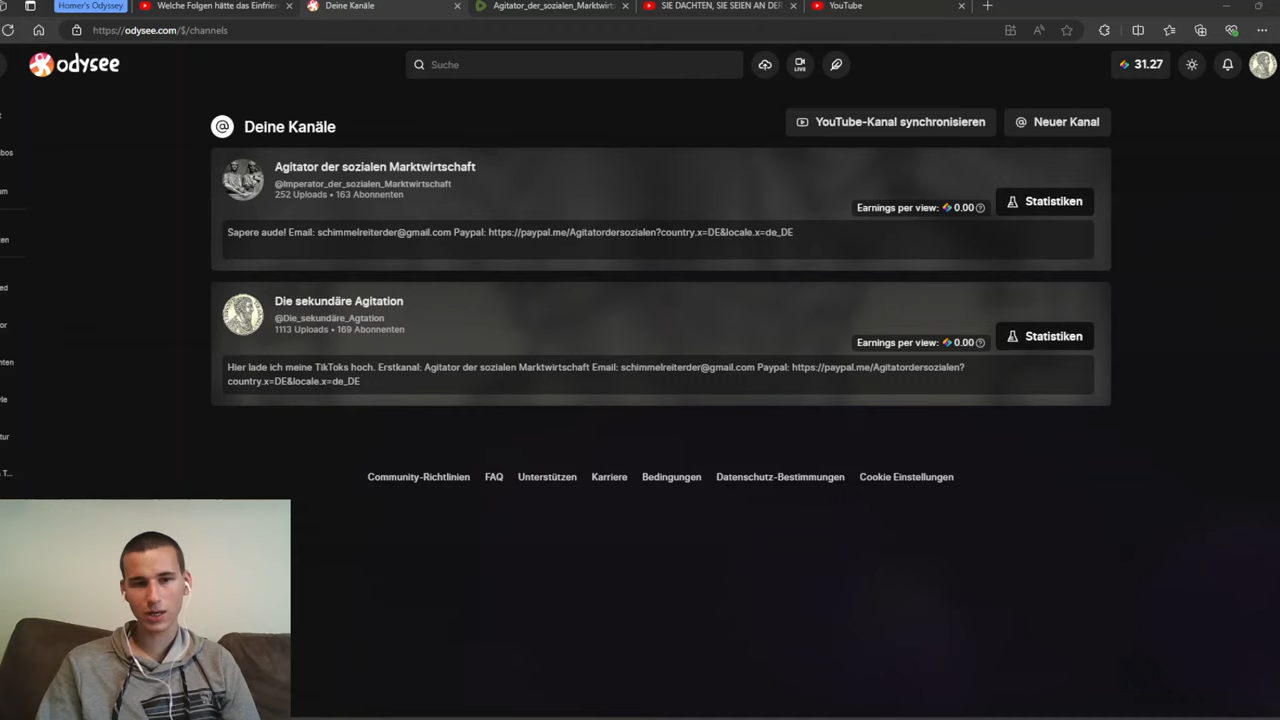 Homer's Odyssey
Welche Folgen hätte das Einfrie
Deine Kanäle
Agitator_der_sozialen_Marktwirts
SIE DACHTEN, SIE SEIEN AN DER
YouTube
https://odysee.com/$/channels
odysee
Suche
LIVE
31.27
Deine Kanäle
YouTube-Kanal synchronisieren
Neuer Kanal
Agitator der sozialen Marktwirtschaft
@Imperator_der_sozialen_Marktwirtschaft
252 Uploads • 163 Abonnenten
Earnings per view: 0.00
Statistiken
Sapere aude! Email: schimmelreiterder@gmail.com Paypal: https://paypal.me/Agitatordersozialen?country.x=DE&locale.x=de_DE
Die sekundäre Agitation
@Die_sekundäre_Agtation
1113 Uploads • 169 Abonnenten
Earnings per view: 0.00
Statistiken
Hier lade ich meine TikToks hoch. Erstkanal: Agitator der sozialen Marktwirtschaft Email: schimmelreiterder@gmail.com Paypal: https://paypal.me/Agitatordersozialen?
country.x=DE&locale.x=de_DE
Community-Richtlinien FAQ Unterstützen Karriere Bedingungen Datenschutz-Bestimmungen Cookie Einstellungen